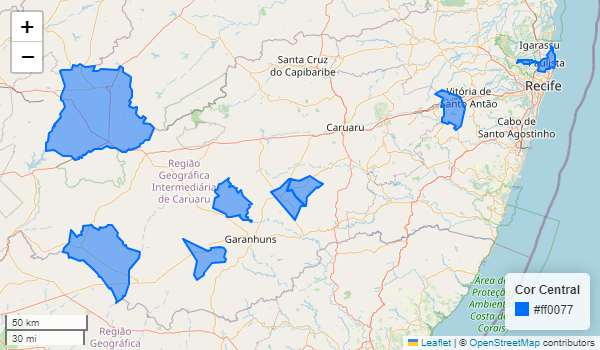 +
−
Igarassu
Paulista
Recife
Santa Cruz
do Capibaribe
Vitória de
Santo Antão
Cabo de
Santo Agostinho
Caruaru
Região
Geográfica
Intermediária
de Caruaru
Garanhuns
Área de
Proteção
Ambiental
Costa dos
Corais
Região
Geográfica
Cor Central
#ff0077
50 km
30 mi
Leaflet | © OpenStreetMap contributors